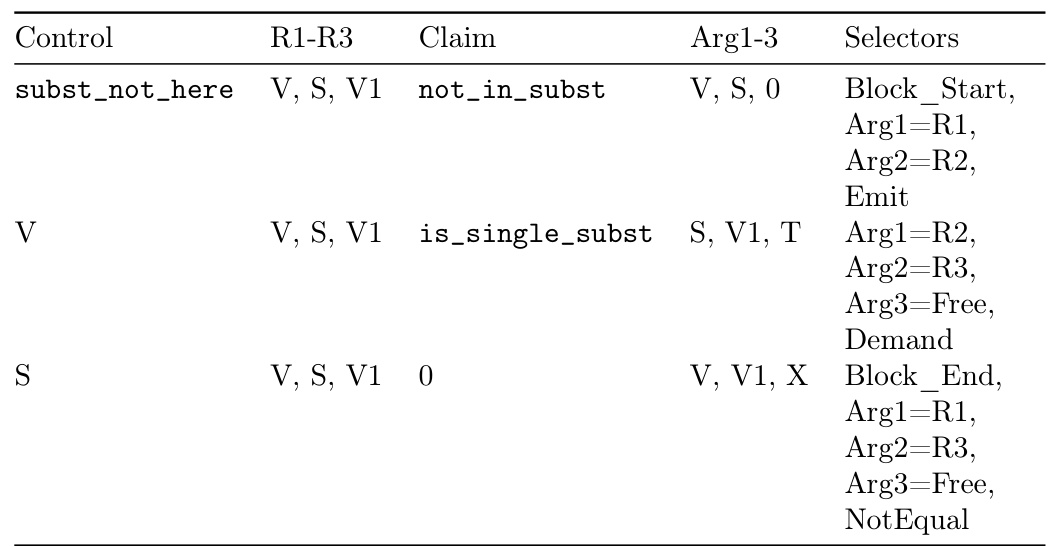 Control R1-R3 Claim Arg1-3 Selectors
subst_not_here V, S, V1 not_in_subst V, S, 0 Block_Start,
Arg1=R1,
Arg2=R2,
Emit
V V, S, V1 is_single_subst S, V1, T Arg1=R2,
Arg2=R3,
Arg3=Free,
Demand
S V, S, V1 0 V, V1, X Block_End,
Arg1=R1,
Arg2=R3,
Arg3=Free,
NotEqual